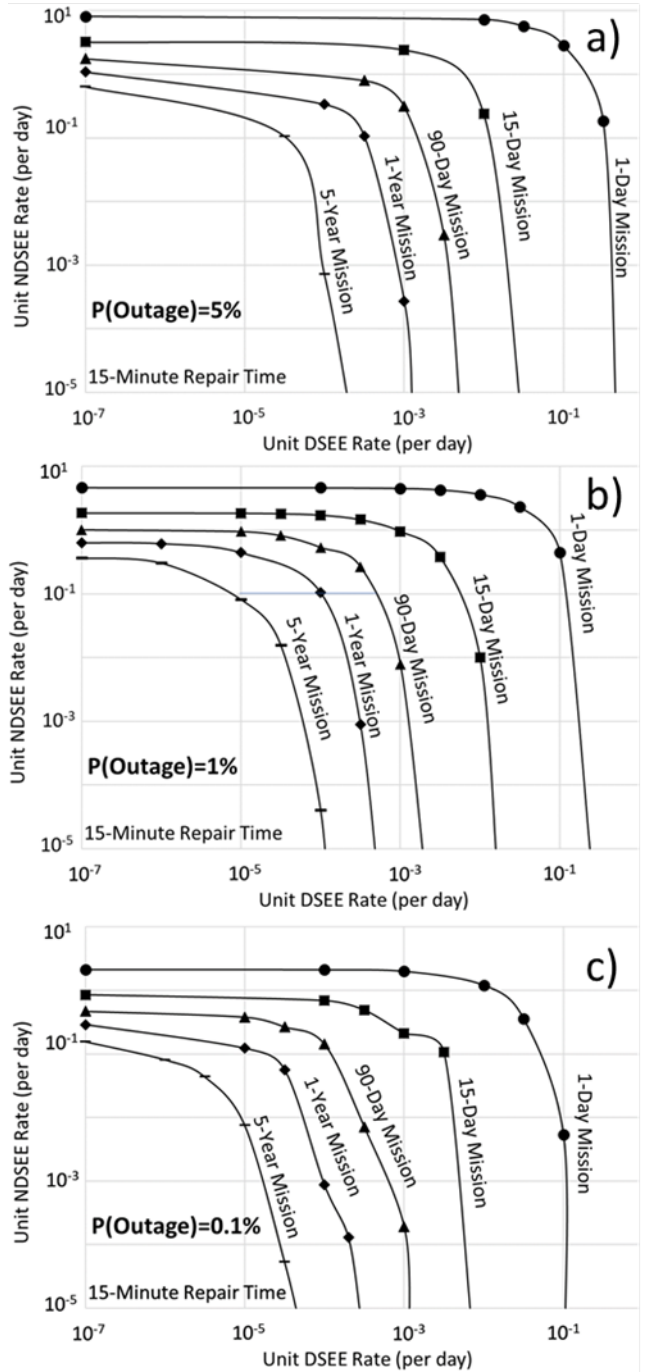 a)
10¹
10⁻¹
10⁻³
10⁻⁵
Unit NDSEE Rate (per day)
1-Day Mission
15-Day Mission
90-Day Mission
1-Year Mission
5-Year Mission
P(Outage)=5%
15-Minute Repair Time
10⁻⁷ 10⁻⁵ 10⁻³ 10⁻¹
Unit DSEE Rate (per day)
b)
10¹
10⁻¹
10⁻³
10⁻⁵
Unit NDSEE Rate (per day)
1-Day Mission
15-Day Mission
90-Day Mission
1-Year Mission
5-Year Mission
P(Outage)=1%
15-Minute Repair Time
10⁻⁷ 10⁻⁵ 10⁻³ 10⁻¹
Unit DSEE Rate (per day)
c)
10¹
10⁻¹
10⁻³
10⁻⁵
Unit NDSEE Rate (per day)
1-Day Mission
15-Day Mission
90-Day Mission
1-Year Mission
5-Year Mission
P(Outage)=0.1%
15-Minute Repair Time
10⁻⁷ 10⁻⁵ 10⁻³ 10⁻¹
Unit DSEE Rate (per day)